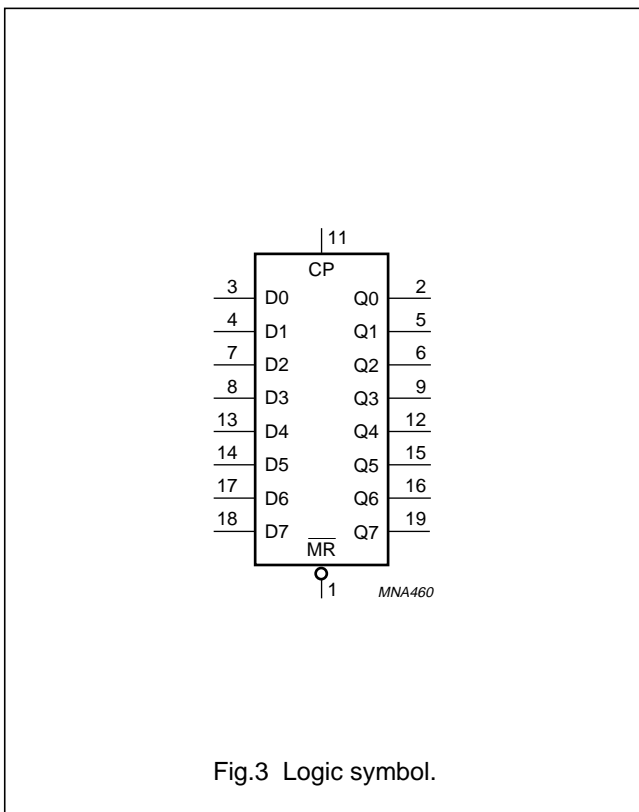 11
CP
3 D0 Q0 2
4 D1 Q1 5
7 D2 Q2 6
8 D3 Q3 9
13 D4 Q4 12
14 D5 Q5 15
17 D6 Q6 16
18 D7 Q7 19
M̅R̅
1 MNA460
Fig.3 Logic symbol.